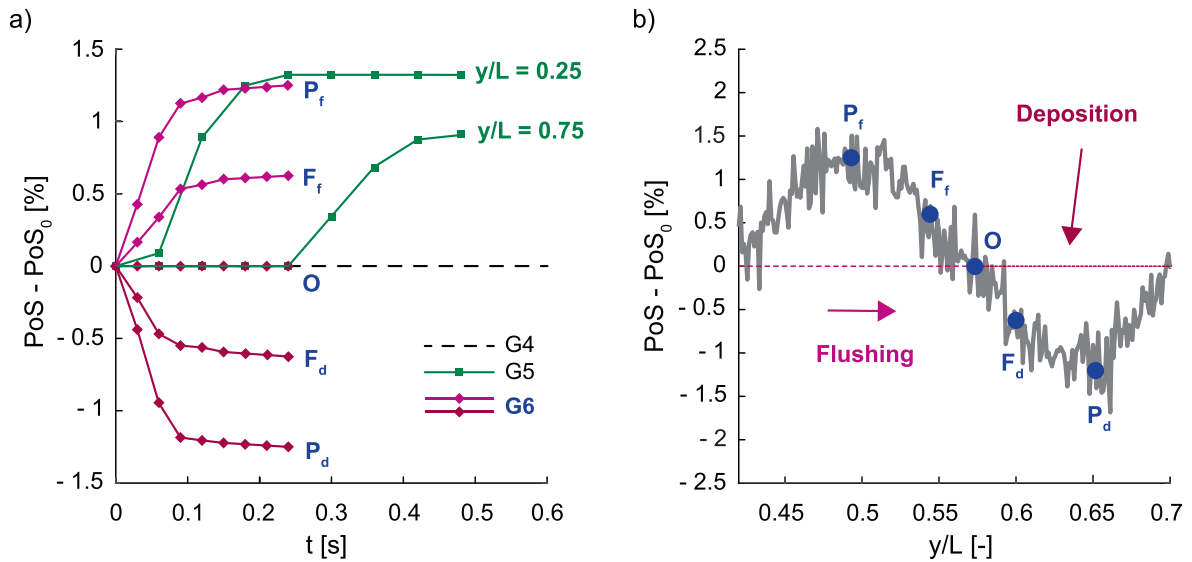 a)
PoS - PoS0 [%]
1.5
1
0.5
0
- 0.5
- 1
- 1.5
0 0.1 0.2 0.3 0.4 0.5 0.6
t [s]
y/L = 0.25
Pf
y/L = 0.75
Ff
O
Fd
Pd
G4
G5
G6
b)
PoS - PoS0 [%]
2.5
2
1.5
1
0.5
0
- 0.5
- 1
- 1.5
- 2
- 2.5
0.45 0.5 0.55 0.6 0.65 0.7
y/L [-]
Pf
Deposition
Ff
O
Flushing
Fd
Pd